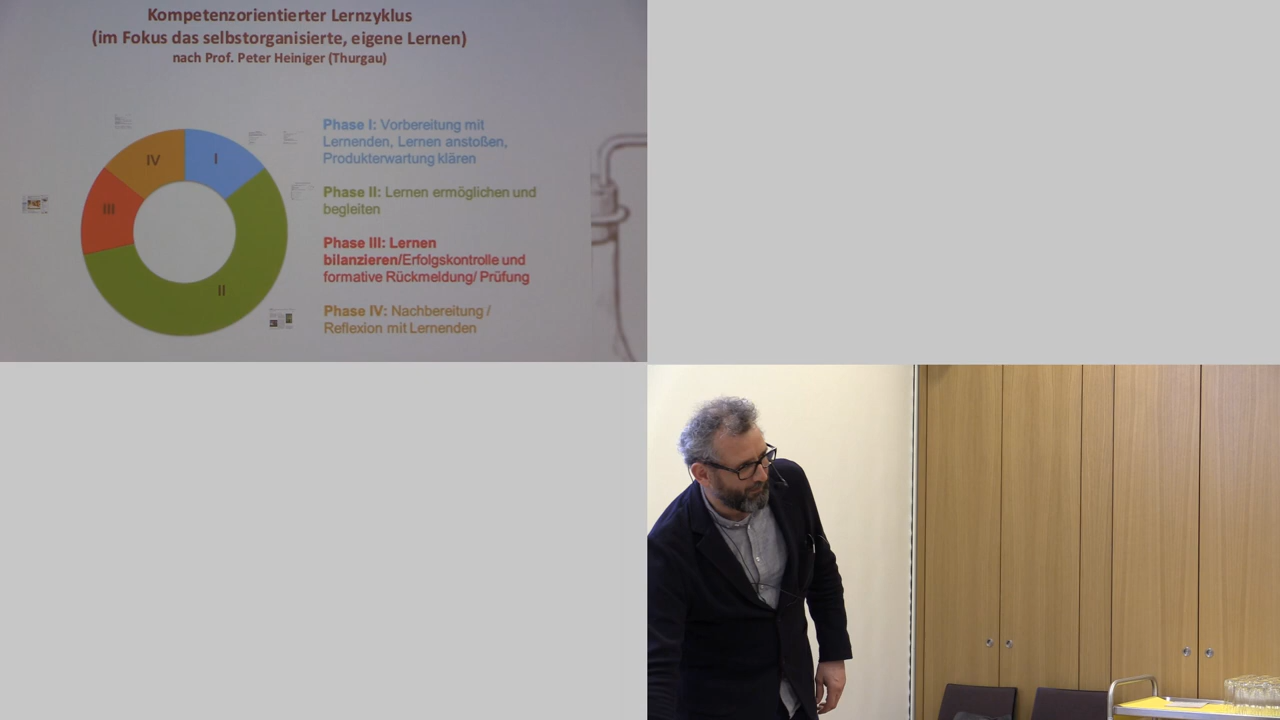 Kompetenzorientierter Lernzyklus
(im Fokus das selbstorganisierte, eigene Lernen)
nach Prof. Peter Heiniger (Thurgau)
Phase I: Vorbereitung mit
Lernenden, Lernen anstoßen,
Produkterwartung klären
Phase II: Lernen ermöglichen und
begleiten
Phase III: Lernen
bilanzieren/Erfolgskontrolle und
formative Rückmeldung/ Prüfung
Phase IV: Nachbereitung /
Reflexion mit Lernenden
IV
I
III
II